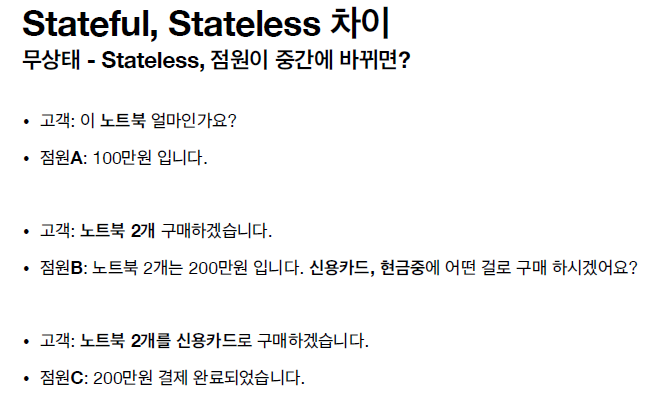 Stateful, Stateless 차이
무상태 - Stateless, 점원이 중간에 바뀌면?
• 고객: 이 노트북 얼마인가요?
• 점원A: 100만원 입니다.
• 고객: 노트북 2개 구매하겠습니다.
• 점원B: 노트북 2개는 200만원 입니다. 신용카드, 현금중에 어떤 걸로 구매 하시겠어요?
• 고객: 노트북 2개를 신용카드로 구매하겠습니다.
• 점원C: 200만원 결제 완료되었습니다.